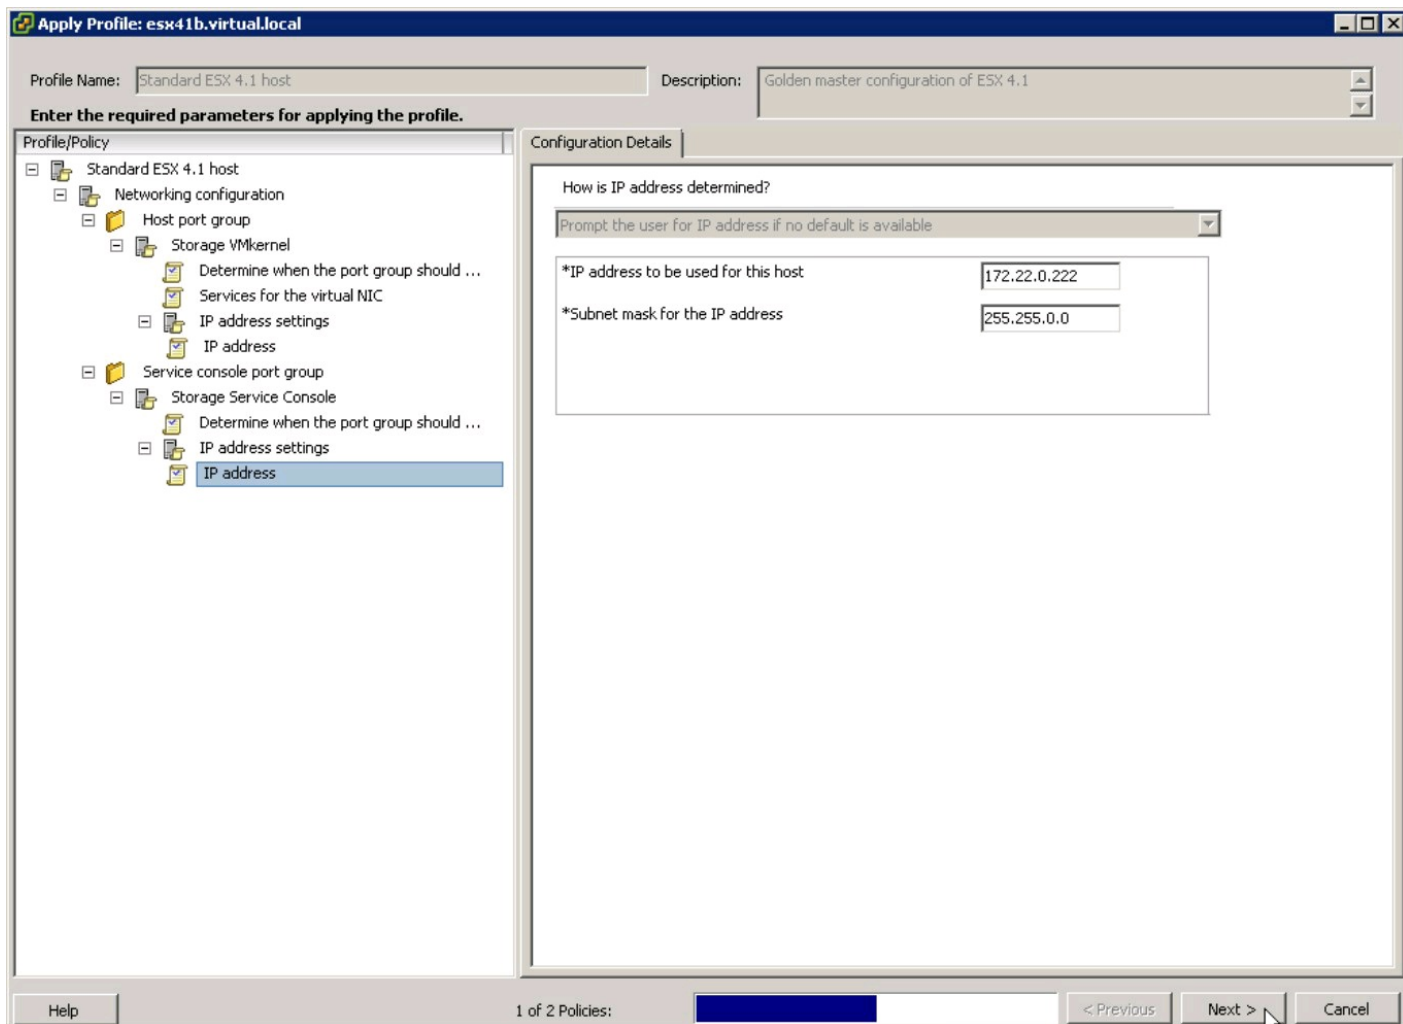 Apply Profile: esx41b.virtual.local
Profile Name: Standard ESX 4.1 host Description: Golden master configuration of ESX 4.1
Enter the required parameters for applying the profile.
Profile/Policy
Standard ESX 4.1 host
Networking configuration
Host port group
Storage VMkernel
Determine when the port group should ...
Services for the virtual NIC
IP address settings
IP address
Service console port group
Storage Service Console
Determine when the port group should ...
IP address settings
IP address
Configuration Details
How is IP address determined?
Prompt the user for IP address if no default is available
*IP address to be used for this host 172.22.0.222
*Subnet mask for the IP address 255.255.0.0
Help 1 of 2 Policies: < Previous Next > Cancel